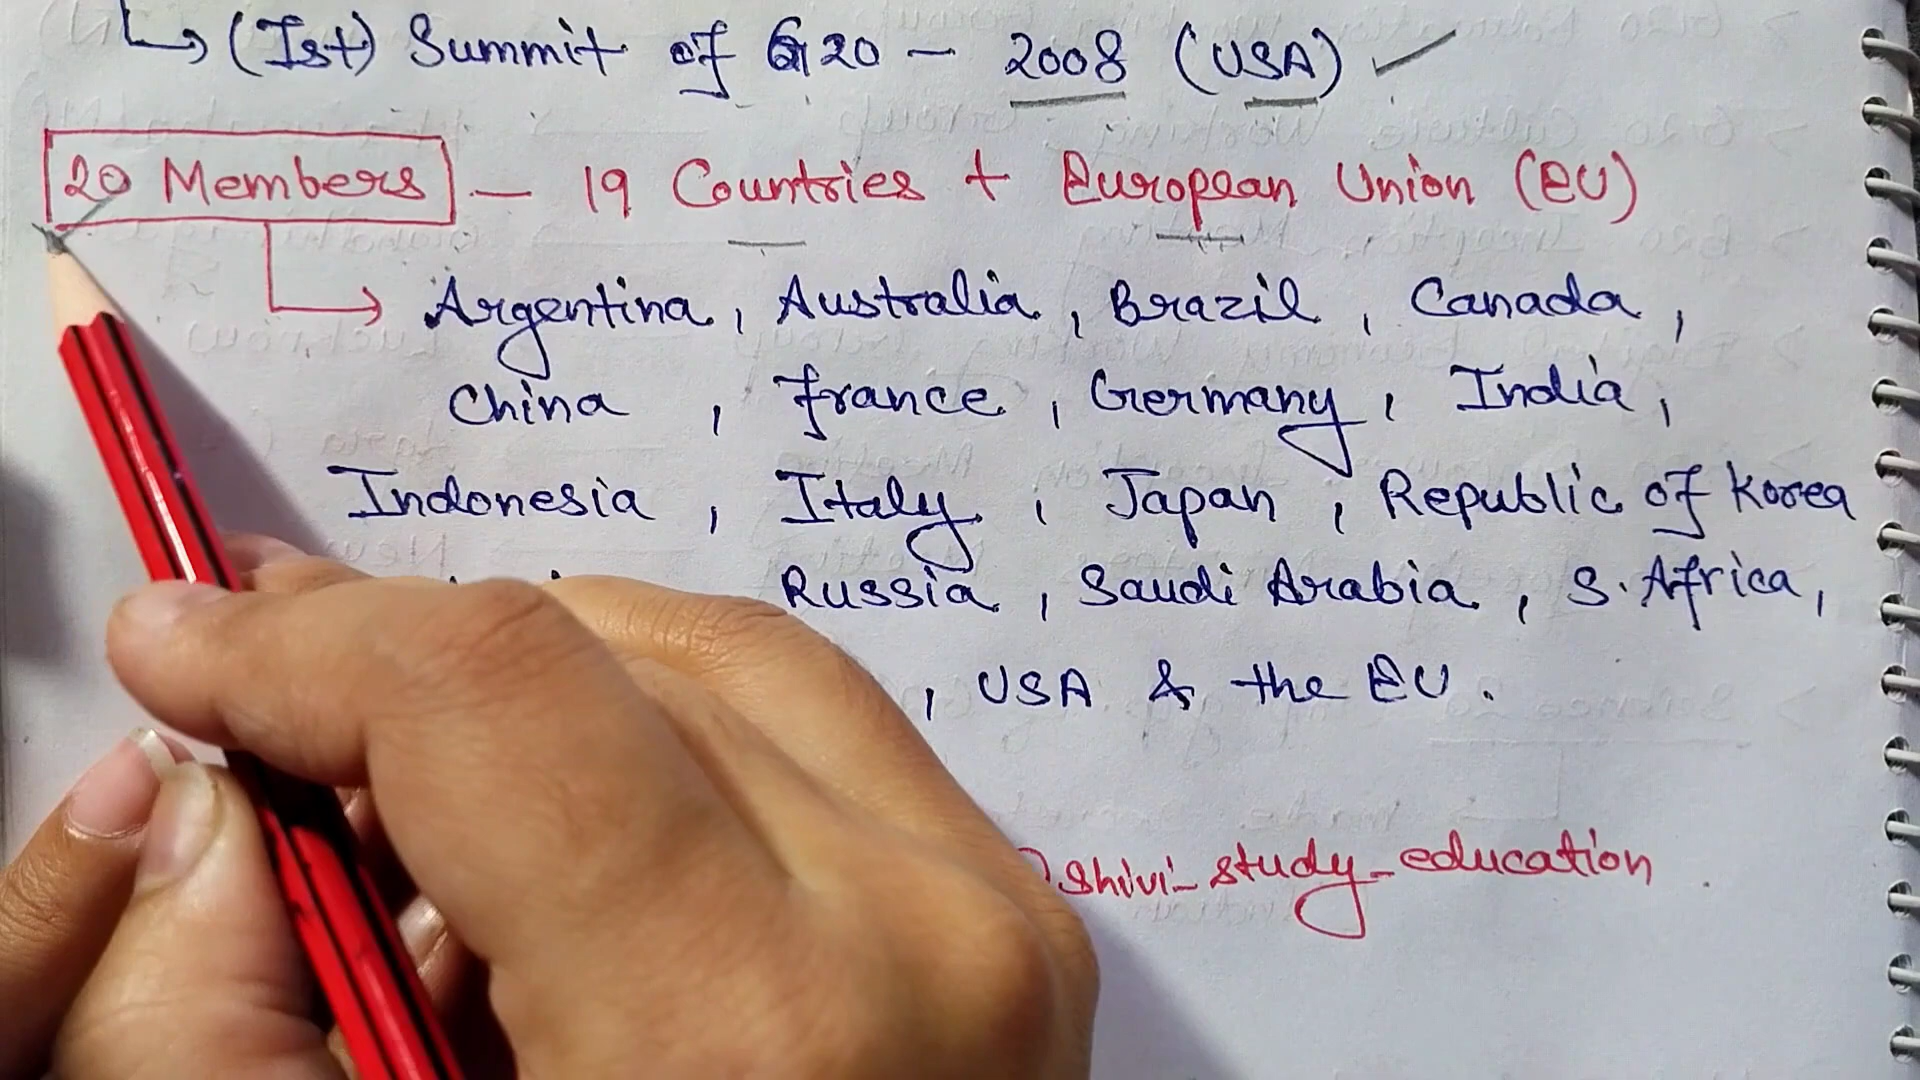 (Ist) Summit of G20 - 2008 (USA)
20 Members - 19 Countries + European Union (EU)
Argentina, Australia, Brazil, Canada,
China, France, Germany, India,
Indonesia, Italy, Japan, Republic of Korea
Russia, Saudi Arabia, S. Africa,
, USA & the EU.
shivi_study_education